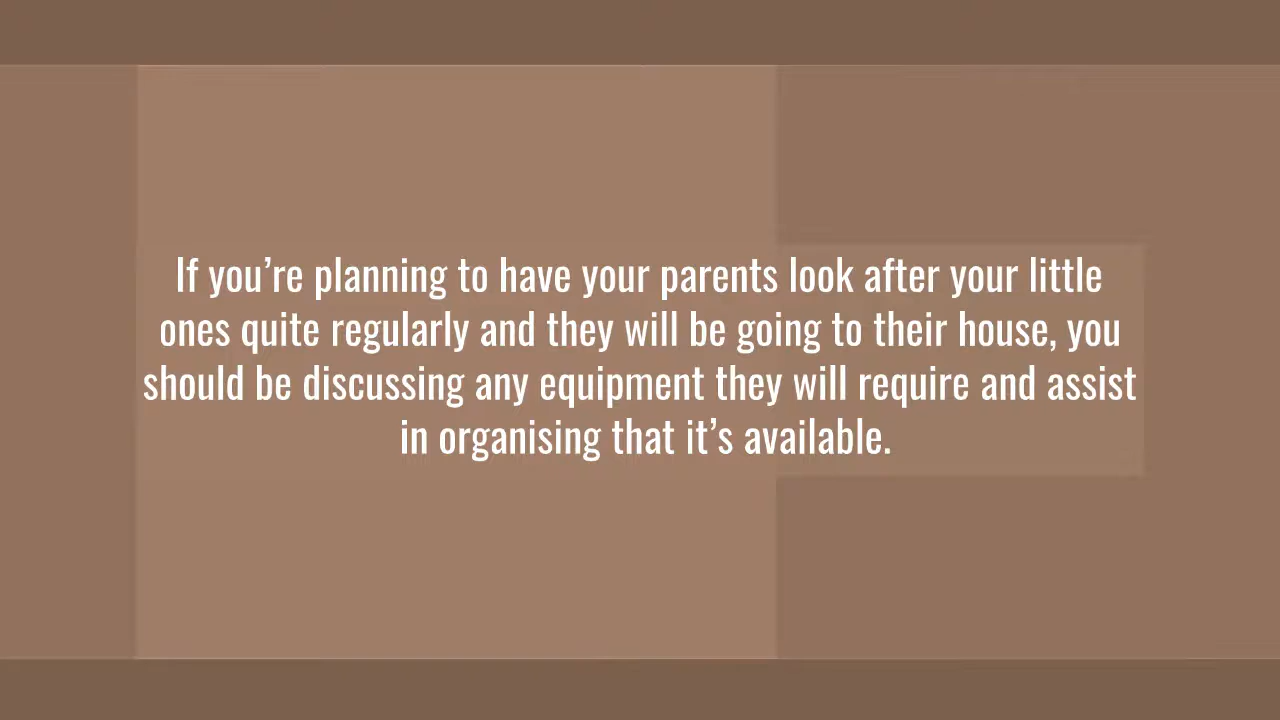 If you’re planning to have your parents look after your little
ones quite regularly and they will be going to their house, you
should be discussing any equipment they will require and assist
in organising that it’s available.